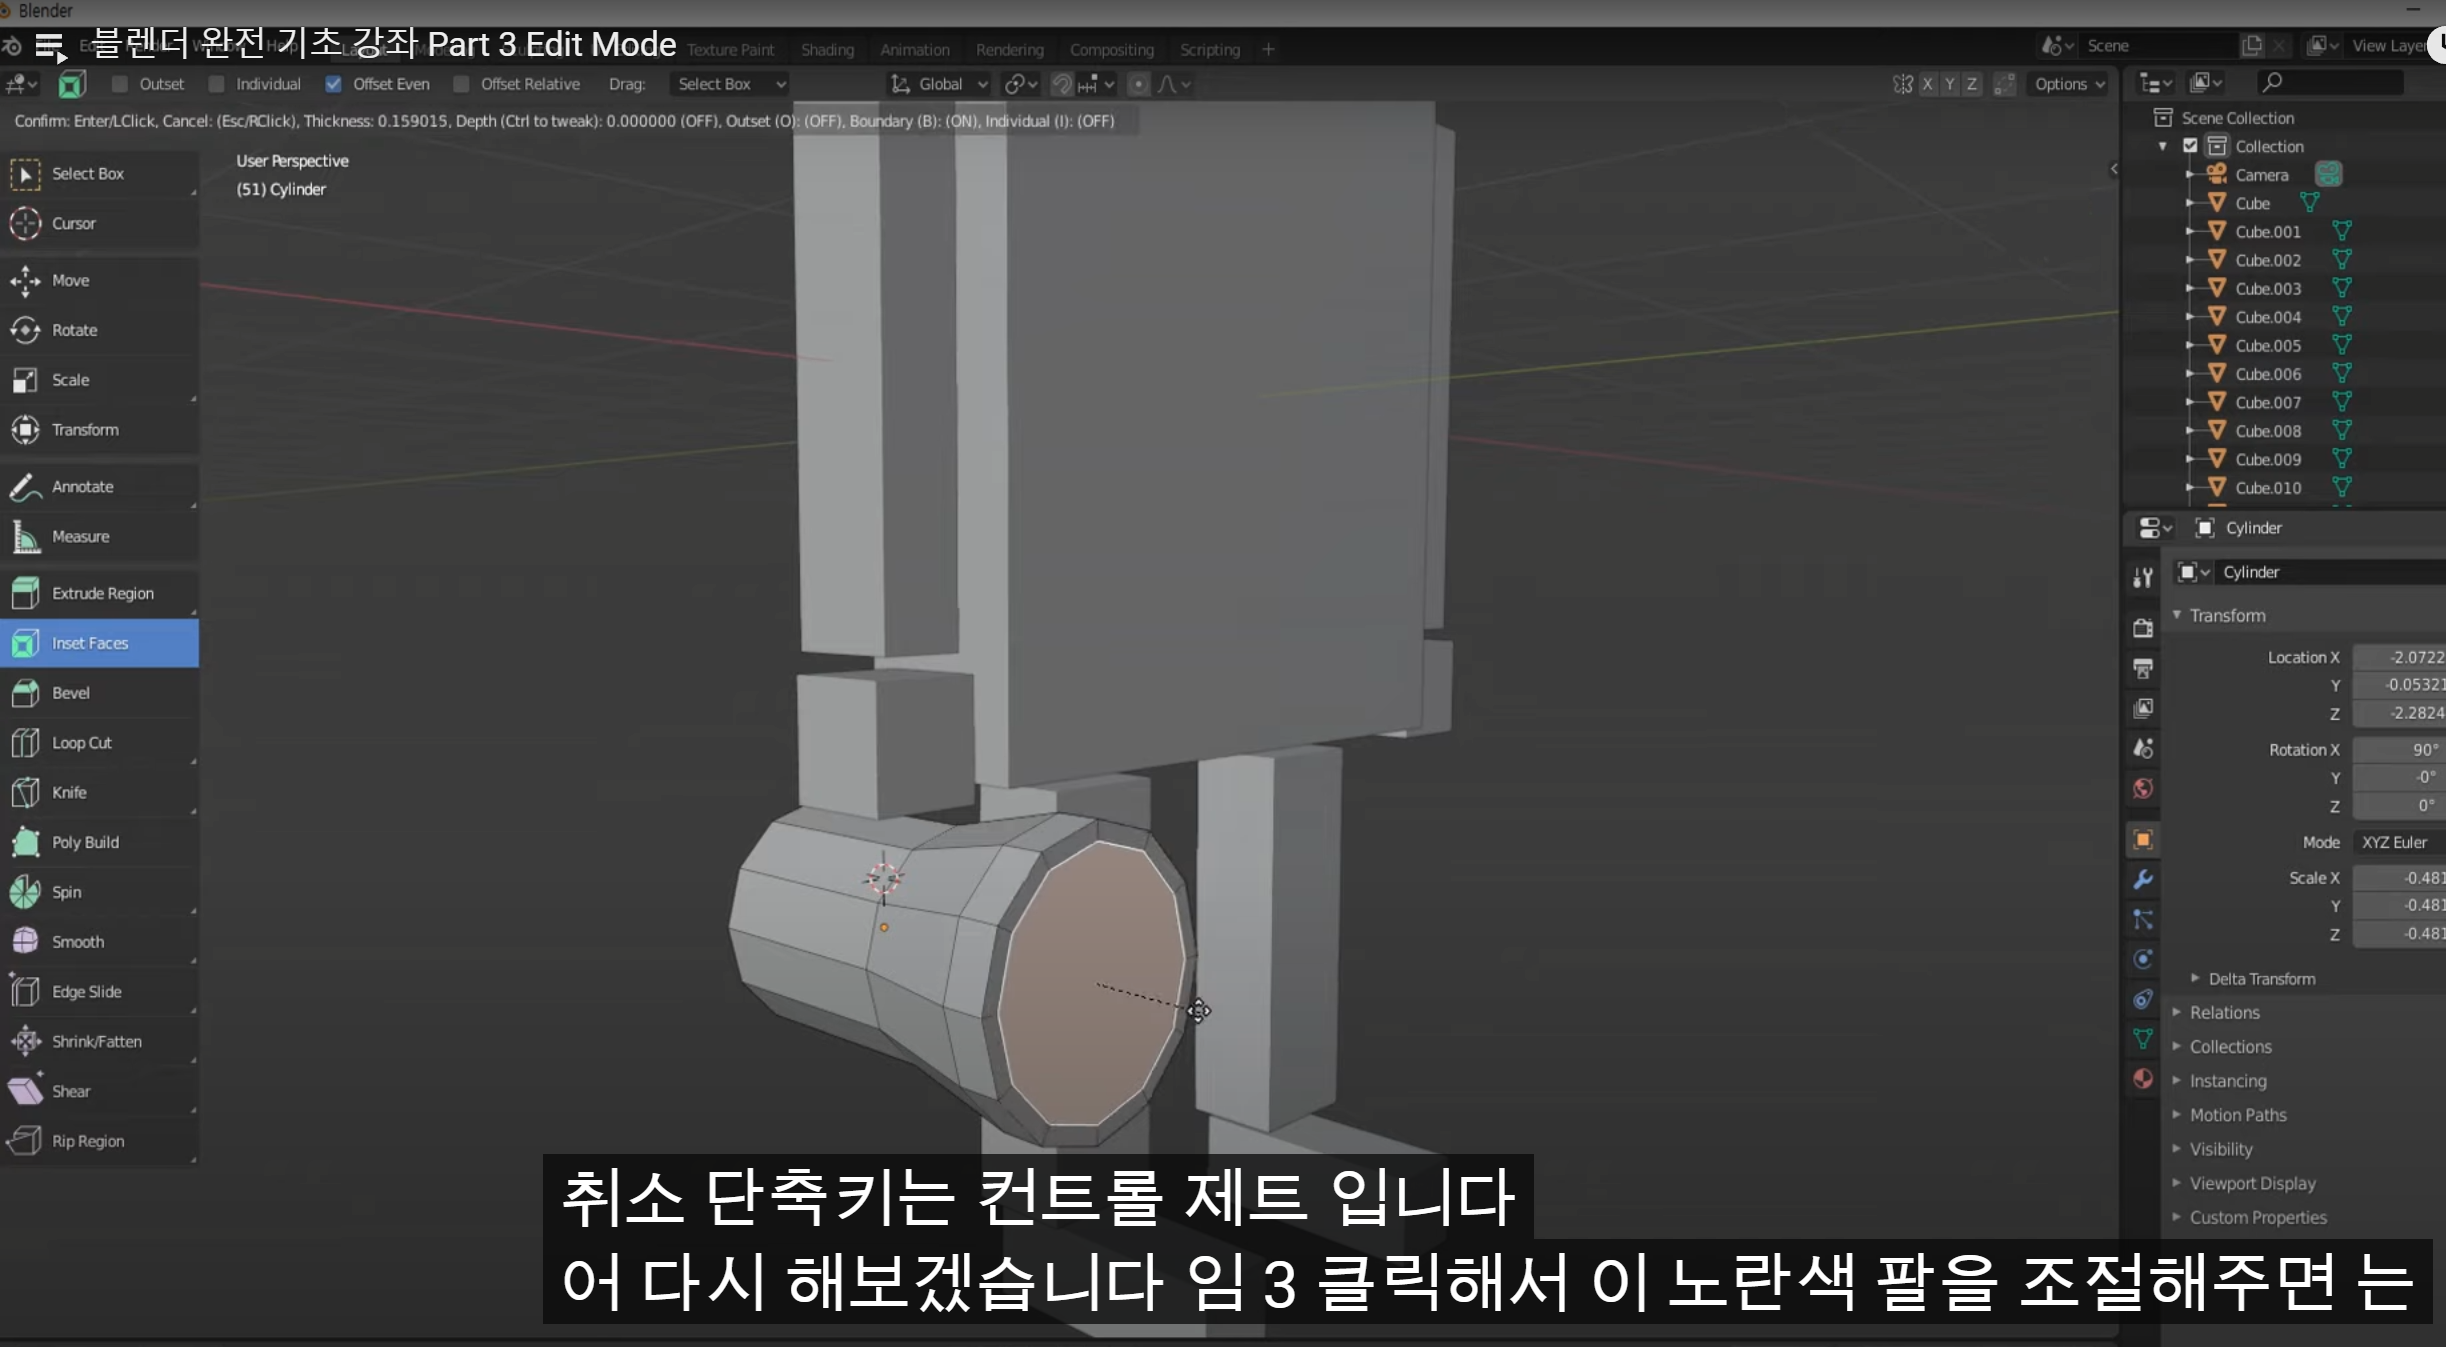 Blender
블렌더 완전 기초 강좌 Part 3 Edit Mode
Texture Paint Shading Animation Rendering Compositing Scripting +
Scene
View Layer
Outset Individual Offset Even Offset Relative Drag: Select Box
Global
X Y Z
Options
Confirm: Enter/LClick, Cancel: (Esc/RClick), Thickness: 0.159015, Depth (Ctrl to tweak): 0.000000 (OFF), Outset (O): (OFF), Boundary (B): (ON), Individual (I): (OFF)
User Perspective
(51) Cylinder
Select Box
Cursor
Move
Rotate
Scale
Transform
Annotate
Measure
Extrude Region
Inset Faces
Bevel
Loop Cut
Knife
Poly Build
Spin
Smooth
Edge Slide
Shrink/Fatten
Shear
Rip Region
Scene Collection
Collection
Camera
Cube
Cube.001
Cube.002
Cube.003
Cube.004
Cube.005
Cube.006
Cube.007
Cube.008
Cube.009
Cube.010
Cylinder
Cylinder
Transform
Location X -2.0722
Y -0.05321
Z -2.2824
Rotation X 90°
Y -0°
Z 0°
Mode XYZ Euler
Scale X -0.481
Y -0.481
Z -0.481
Delta Transform
Relations
Collections
Instancing
Motion Paths
Visibility
Viewport Display
Custom Properties
취소 단축키는 컨트롤 제트 입니다
어 다시 해보겠습니다 임 3 클릭해서 이 노란색 팔을 조절해주면 는